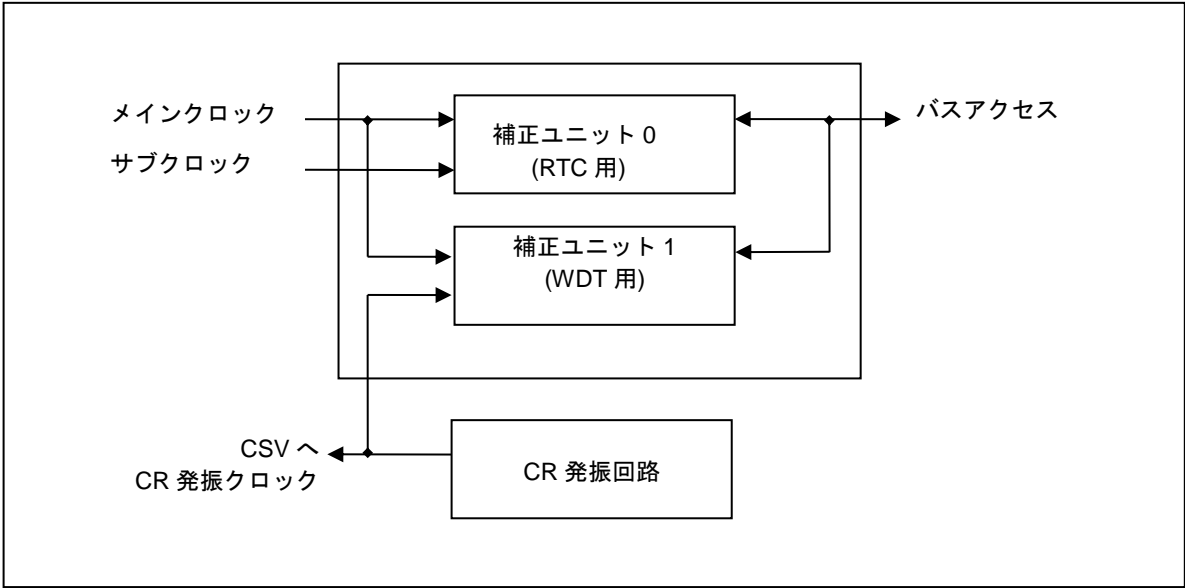 メインクロック
サブクロック
補正ユニット 0
(RTC 用)
バスアクセス
補正ユニット 1
(WDT 用)
CSV へ
CR 発振クロック
CR 発振回路